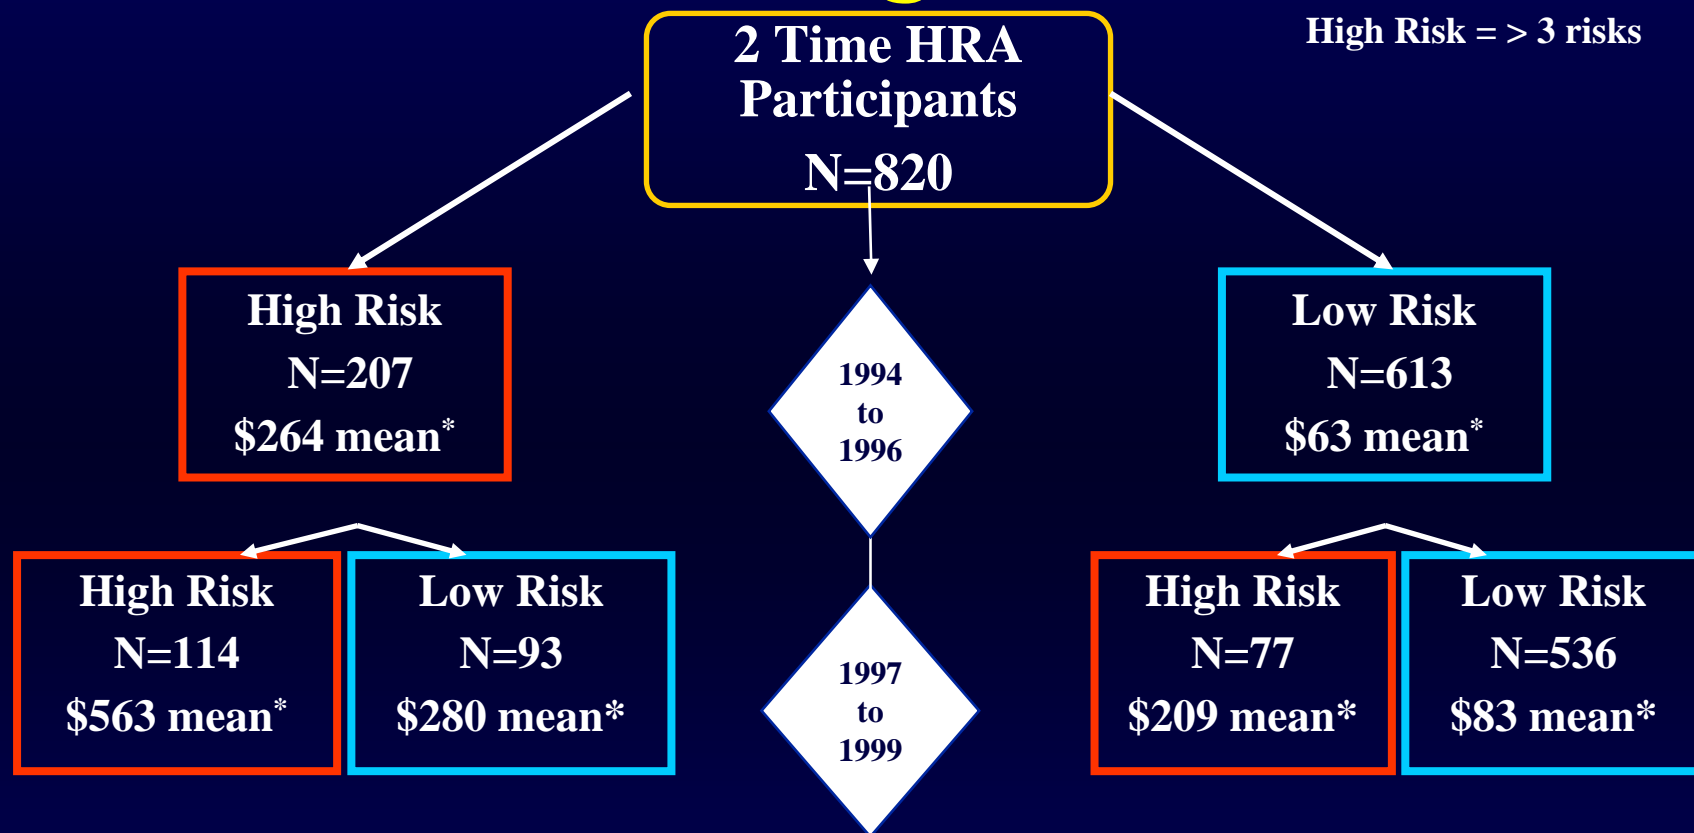 High Risk = > 3 risks
2 Time HRA
Participants
N=820
High Risk
N=207
$264 mean*
1994
to
1996
Low Risk
N=613
$63 mean*
High Risk
N=114
$563 mean*
Low Risk
N=93
$280 mean*
1997
to
1999
High Risk
N=77
$209 mean*
Low Risk
N=536
$83 mean*